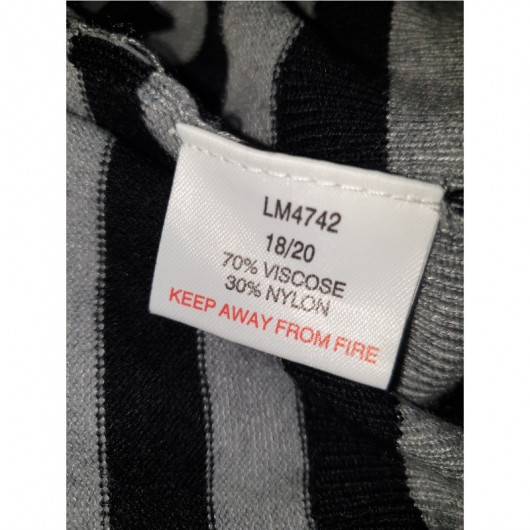 LM4742
18/20
70% VISCOSE
30% NYLON
KEEP AWAY FROM FIRE